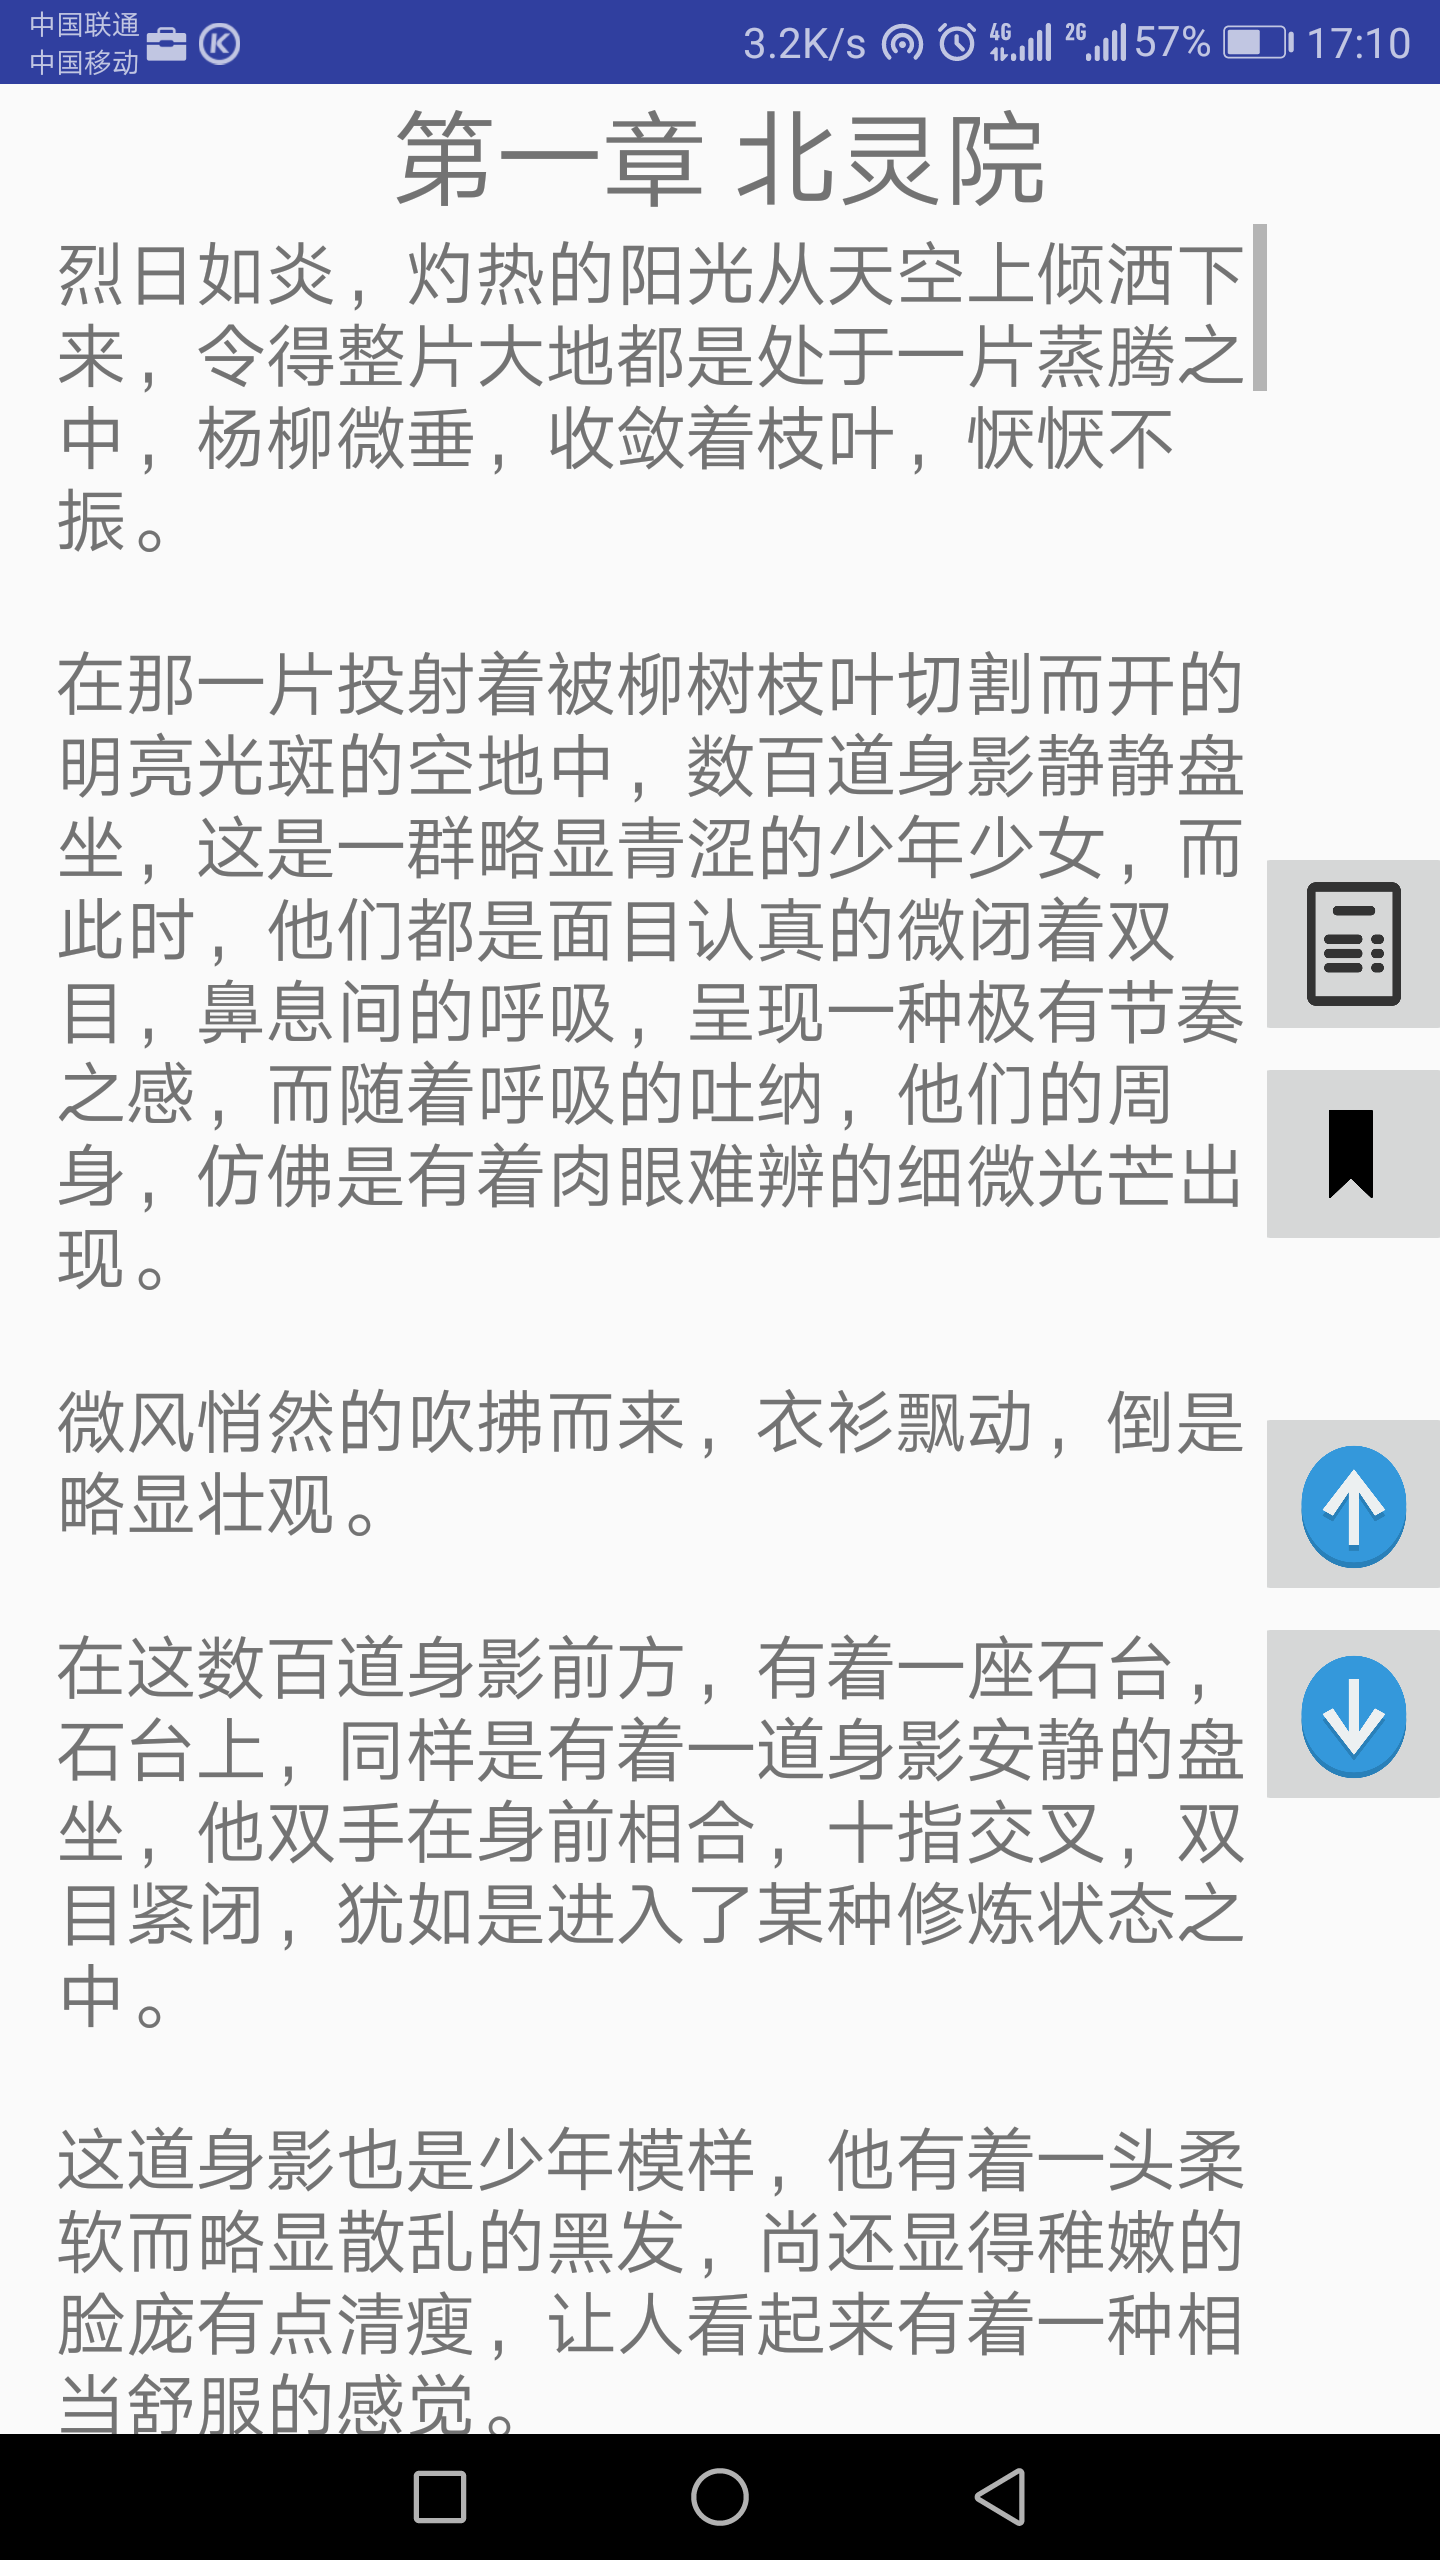 中国联通
中国移动
3.2K/s 4G 2G 57% 17:10
第一章 北灵院
烈日如炎，灼热的阳光从天空上倾洒下
来，令得整片大地都是处于一片蒸腾之
中，杨柳微垂，收敛着枝叶，恹恹不
振。
在那一片投射着被柳树枝叶切割而开的
明亮光斑的空地中，数百道身影静静盘
坐，这是一群略显青涩的少年少女，而
此时，他们都是面目认真的微闭着双
目，鼻息间的呼吸，呈现一种极有节奏
之感，而随着呼吸的吐纳，他们的周
身，仿佛是有着肉眼难辨的细微光芒出
现。
微风悄然的吹拂而来，衣衫飘动，倒是
略显壮观。
在这数百道身影前方，有着一座石台，
石台上，同样是有着一道身影安静的盘
坐，他双手在身前相合，十指交叉，双
目紧闭，犹如是进入了某种修炼状态之
中。
这道身影也是少年模样，他有着一头柔
软而略显散乱的黑发，尚还显得稚嫩的
脸庞有点清瘦，让人看起来有着一种相
当舒服的感觉。